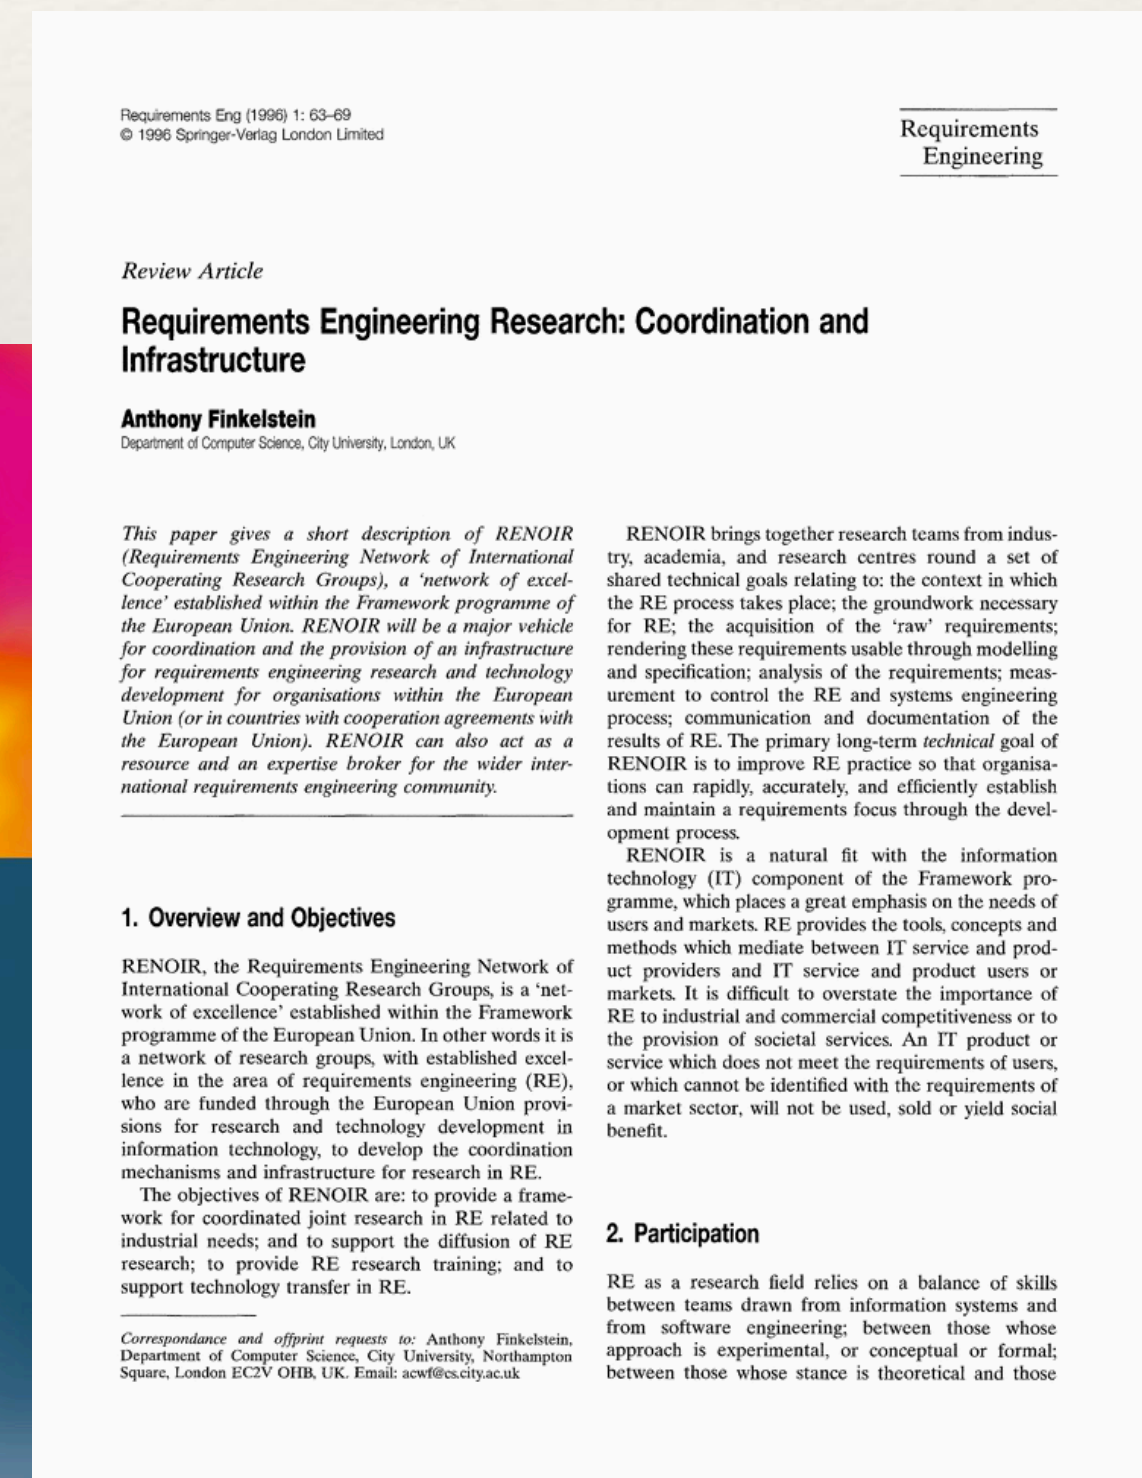 Requirements Eng (1996) 1: 63–69
© 1996 Springer-Verlag London Limited
Requirements
Engineering
Review Article
Requirements Engineering Research: Coordination and
Infrastructure
Anthony Finkelstein
Department of Computer Science, City University, London, UK
This paper gives a short description of RENOIR
(Requirements Engineering Network of International
Cooperating Research Groups), a ‘network of excel-
lence’ established within the Framework programme of
the European Union. RENOIR will be a major vehicle
for coordination and the provision of an infrastructure
for requirements engineering research and technology
development for organisations within the European
Union (or in countries with cooperation agreements with
the European Union). RENOIR can also act as a
resource and an expertise broker for the wider inter-
national requirements engineering community.
1. Overview and Objectives
RENOIR, the Requirements Engineering Network of
International Cooperating Research Groups, is a ‘net-
work of excellence’ established within the Framework
programme of the European Union. In other words it is
a network of research groups, with established excel-
lence in the area of requirements engineering (RE),
who are funded through the European Union provi-
sions for research and technology development in
information technology, to develop the coordination
mechanisms and infrastructure for research in RE.
The objectives of RENOIR are: to provide a frame-
work for coordinated joint research in RE related to
industrial needs; and to support the diffusion of RE
research; to provide RE research training; and to
support technology transfer in RE.
Correspondance and offprint requests to: Anthony Finkelstein,
Department of Computer Science, City University, Northampton
Square, London EC2V OHB, UK. Email: acwf@cs.city.ac.uk
RENOIR brings together research teams from indus-
try, academia, and research centres round a set of
shared technical goals relating to: the context in which
the RE process takes place; the groundwork necessary
for RE; the acquisition of the ‘raw’ requirements;
rendering these requirements usable through modelling
and specification; analysis of the requirements; meas-
urement to control the RE and systems engineering
process; communication and documentation of the
results of RE. The primary long-term technical goal of
RENOIR is to improve RE practice so that organisa-
tions can rapidly, accurately, and efficiently establish
and maintain a requirements focus through the devel-
opment process.
RENOIR is a natural fit with the information
technology (IT) component of the Framework pro-
gramme, which places a great emphasis on the needs of
users and markets. RE provides the tools, concepts and
methods which mediate between IT service and prod-
uct providers and IT service and product users or
markets. It is difficult to overstate the importance of
RE to industrial and commercial competitiveness or to
the provision of societal services. An IT product or
service which does not meet the requirements of users,
or which cannot be identified with the requirements of
a market sector, will not be used, sold or yield social
benefit.
2. Participation
RE as a research field relies on a balance of skills
between teams drawn from information systems and
from software engineering; between those whose
approach is experimental, or conceptual or formal;
between those whose stance is theoretical and those